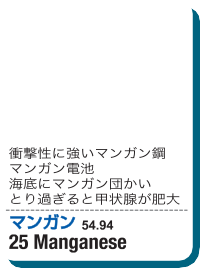 衝撃性に強いマンガン鋼
マンガン電池
海底にマンガン団かい
とり過ぎると甲状腺が肥大
マンガン 54.94
25 Manganese